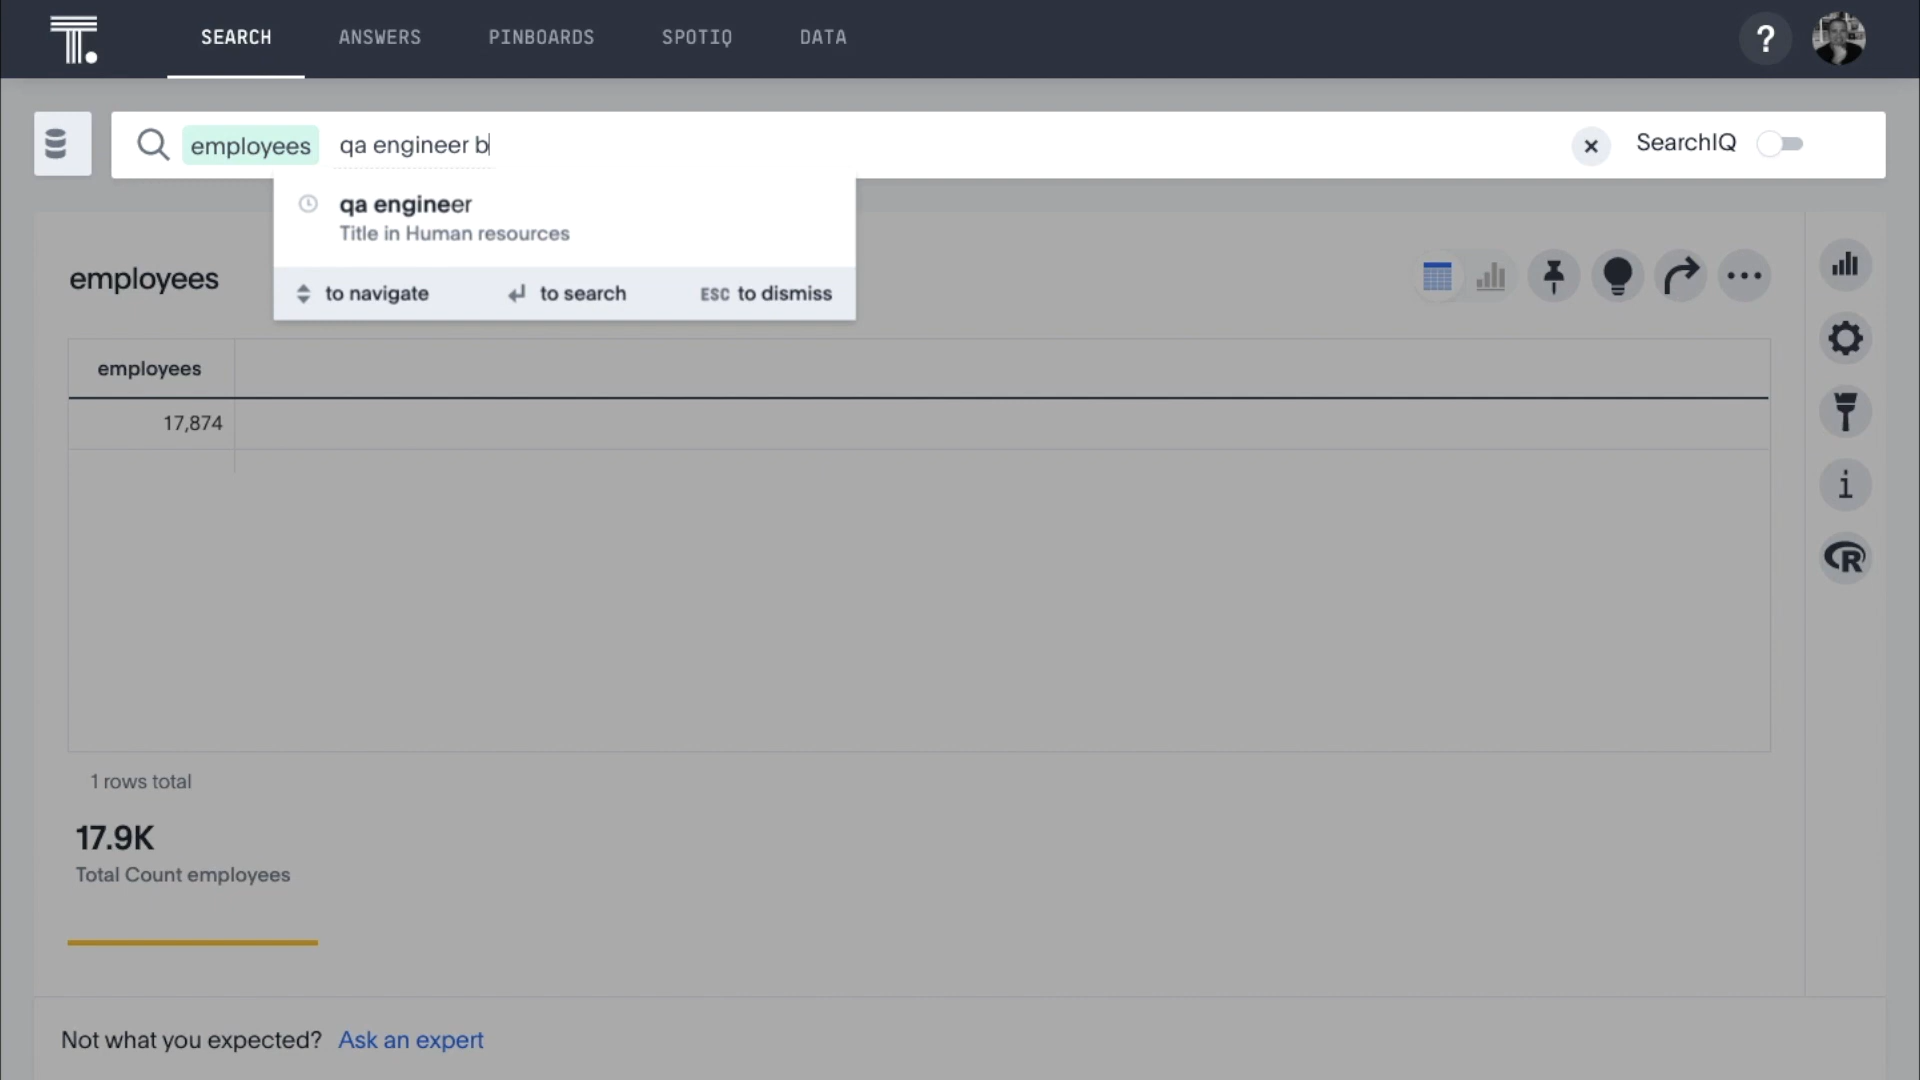 T.
SEARCH ANSWERS PINBOARDS SPOTIQ DATA
?
employees qa engineer b
SearchIQ
qa engineer
Title in Human resources
to navigate to search ESC to dismiss
employees
employees
17,874
1 rows total
17.9K
Total Count employees
i
R
Not what you expected? Ask an expert